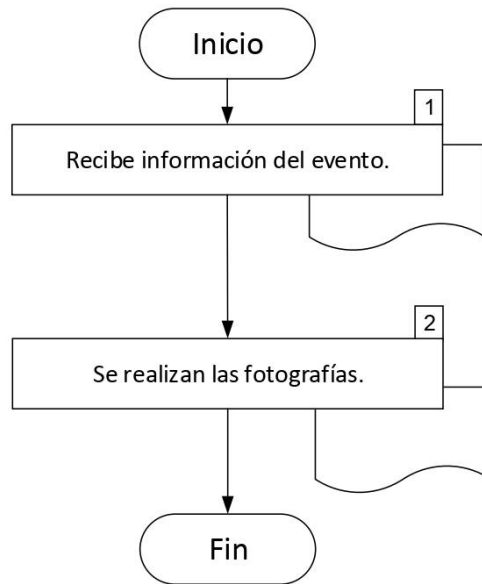 Inicio
1
Recibe información del evento.
2
Se realizan las fotografías.
Fin